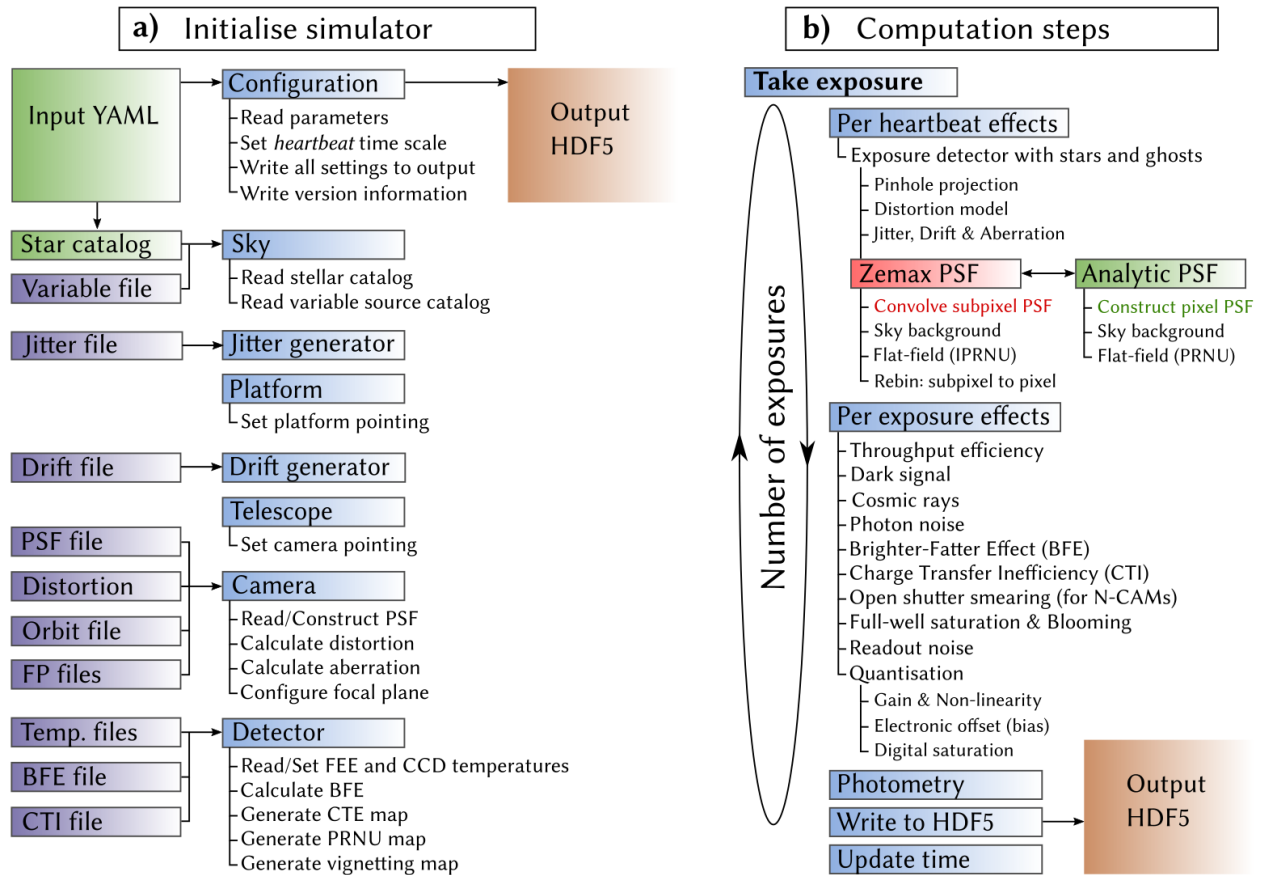 a) Initialise simulator
Input YAML
Configuration
Read parameters
Set heartbeat time scale
Write all settings to output
Write version information
Output
HDF5
Star catalog
Variable file
Sky
Read stellar catalog
Read variable source catalog
Jitter file
Jitter generator
Platform
Set platform pointing
Drift file
Drift generator
Telescope
Set camera pointing
PSF file
Distortion
Orbit file
FP files
Camera
Read/Construct PSF
Calculate distortion
Calculate aberration
Configure focal plane
Temp. files
BFE file
CTI file
Detector
Read/Set FEE and CCD temperatures
Calculate BFE
Generate CTE map
Generate PRNU map
Generate vignetting map
b) Computation steps
Take exposure
Number of exposures
Per heartbeat effects
Exposure detector with stars and ghosts
Pinhole projection
Distortion model
Jitter, Drift & Aberration
Zemax PSF
Convolve subpixel PSF
Sky background
Flat-field (IPRNU)
Rebin: subpixel to pixel
Analytic PSF
Construct pixel PSF
Sky background
Flat-field (PRNU)
Per exposure effects
Throughput efficiency
Dark signal
Cosmic rays
Photon noise
Brighter-Fatter Effect (BFE)
Charge Transfer Inefficiency (CTI)
Open shutter smearing (for N-CAMs)
Full-well saturation & Blooming
Readout noise
Quantisation
Gain & Non-linearity
Electronic offset (bias)
Digital saturation
Photometry
Write to HDF5
Update time
Output
HDF5